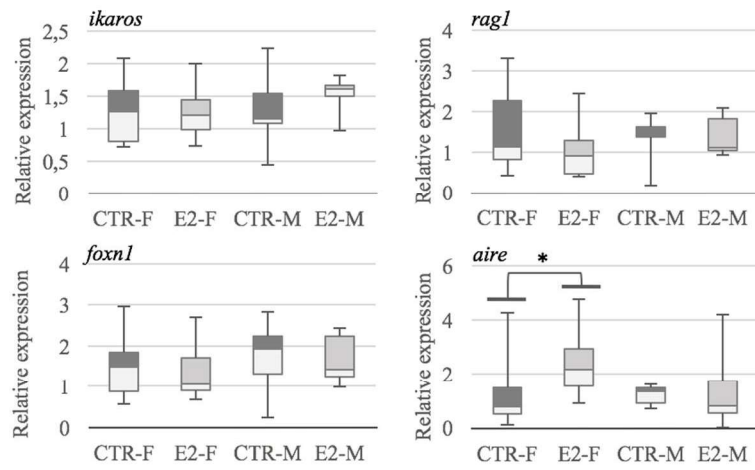 ikaros
Relative expression
2,5
2
1,5
1
0,5
0
CTR-F E2-F CTR-M E2-M
rag1
Relative expression
4
3
2
1
0
CTR-F E2-F CTR-M E2-M
foxn1
Relative expression
4
3
2
1
0
CTR-F E2-F CTR-M E2-M
aire
*
Relative expression
6
4
2
0
CTR-F E2-F CTR-M E2-M